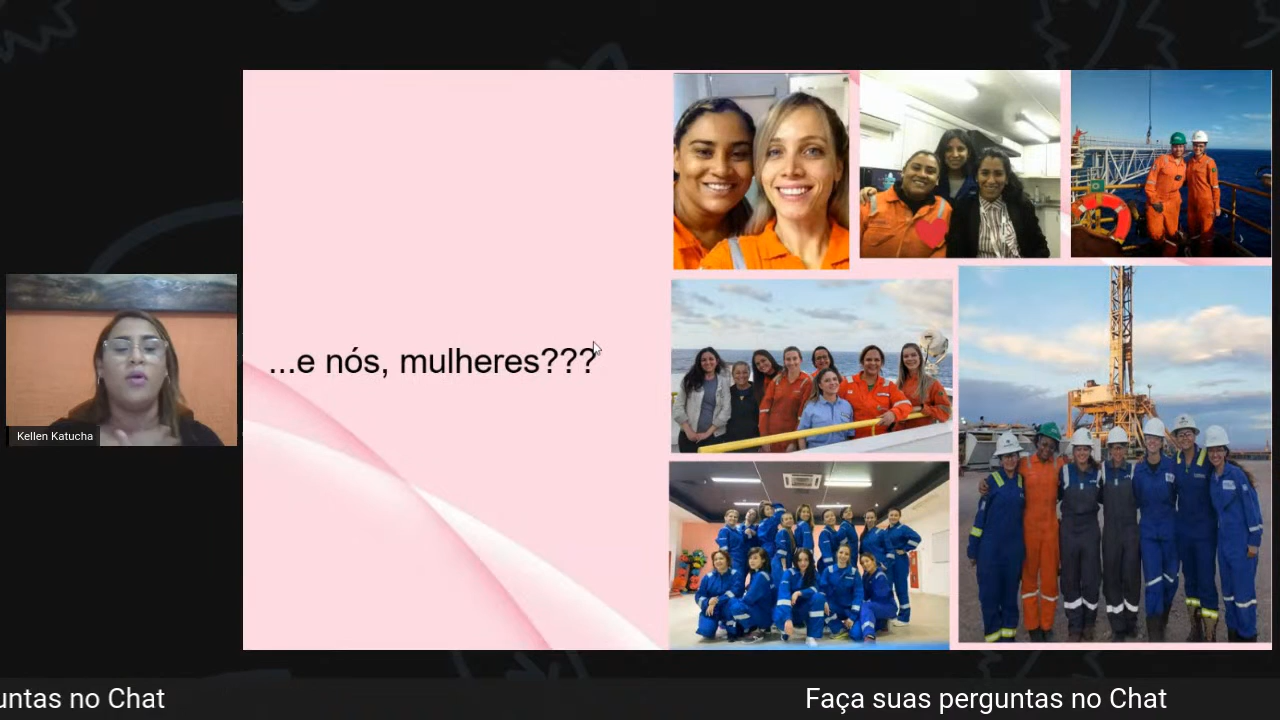 ...e nós, mulheres???
Kellen Katucha
untas no Chat
Faça suas perguntas no Chat